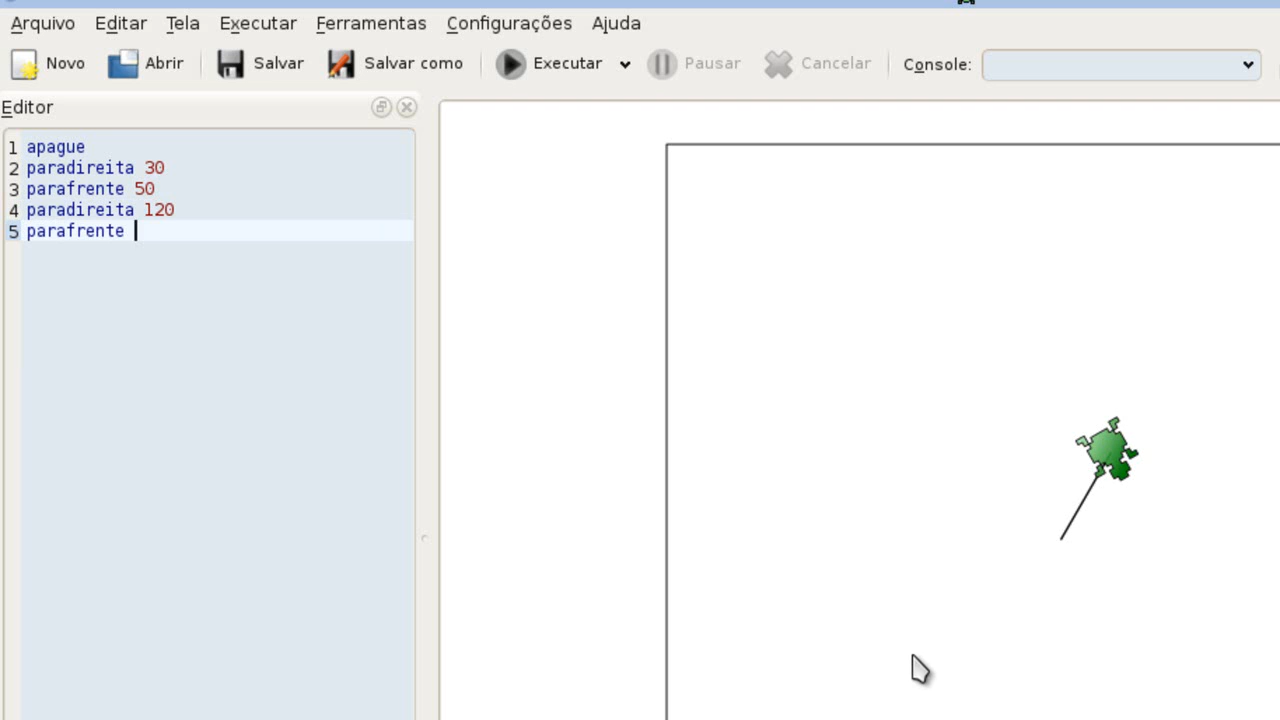 Arquivo Editar Tela Executar Ferramentas Configurações Ajuda
Novo Abrir Salvar Salvar como Executar Pausar Cancelar Console:
Editor
1 apague
2 paradireita 30
3 parafrente 50
4 paradireita 120
5 parafrente